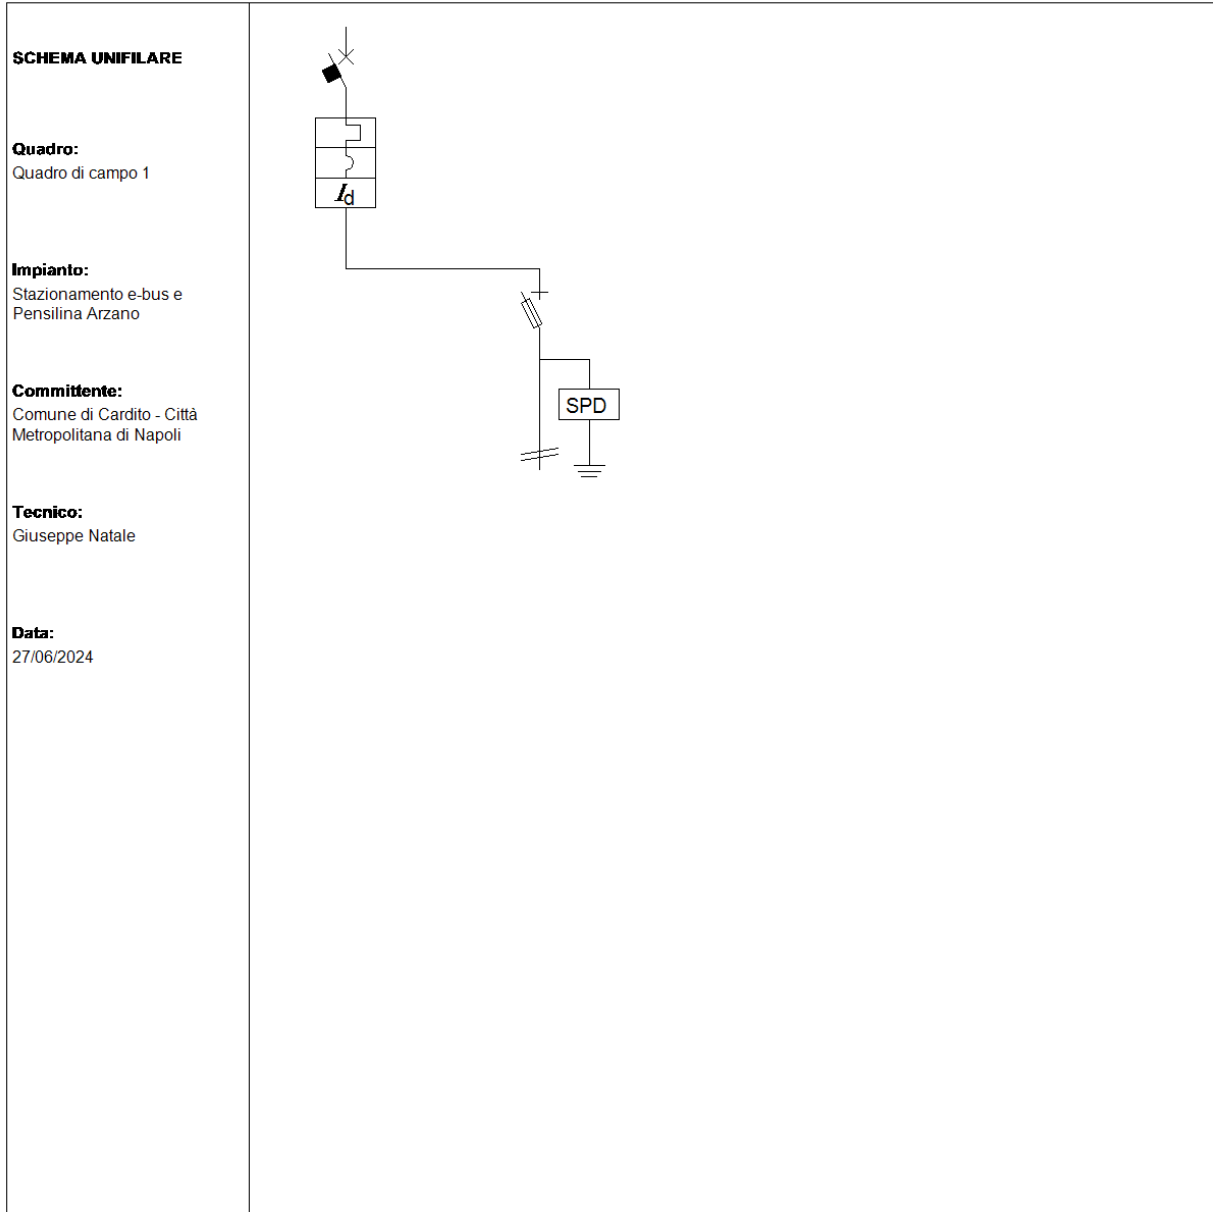 SCHEMA UNIFILARE
Quadro:
Quadro di campo 1
Impianto:
Stazionamento e-bus e
Pensilina Arzano
Committente:
Comune di Cardito - Città
Metropolitana di Napoli
Tecnico:
Giuseppe Natale
Data:
27/06/2024
Id
SPD